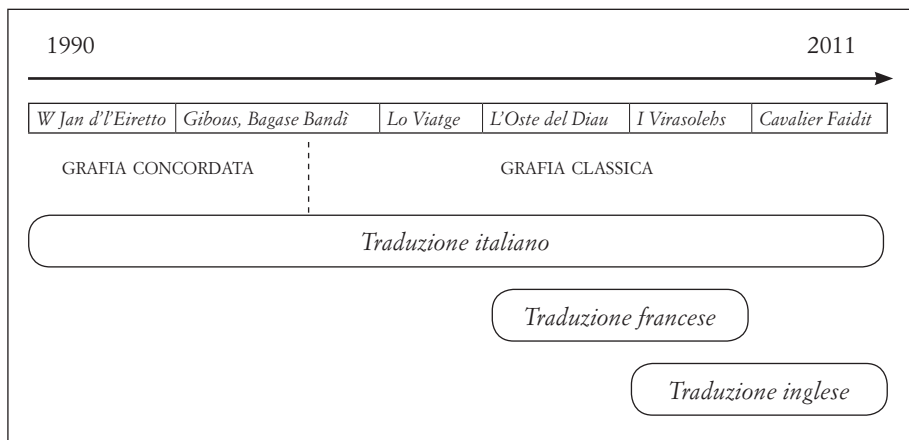 1990 2011
W Jan d’l’Eiretto Gibous, Bagase Bandì Lo Viatge L’Oste del Diau I Virasolehs Cavalier Faidit
GRAFIA CONCORDATA GRAFIA CLASSICA
Traduzione italiano
Traduzione francese
Traduzione inglese